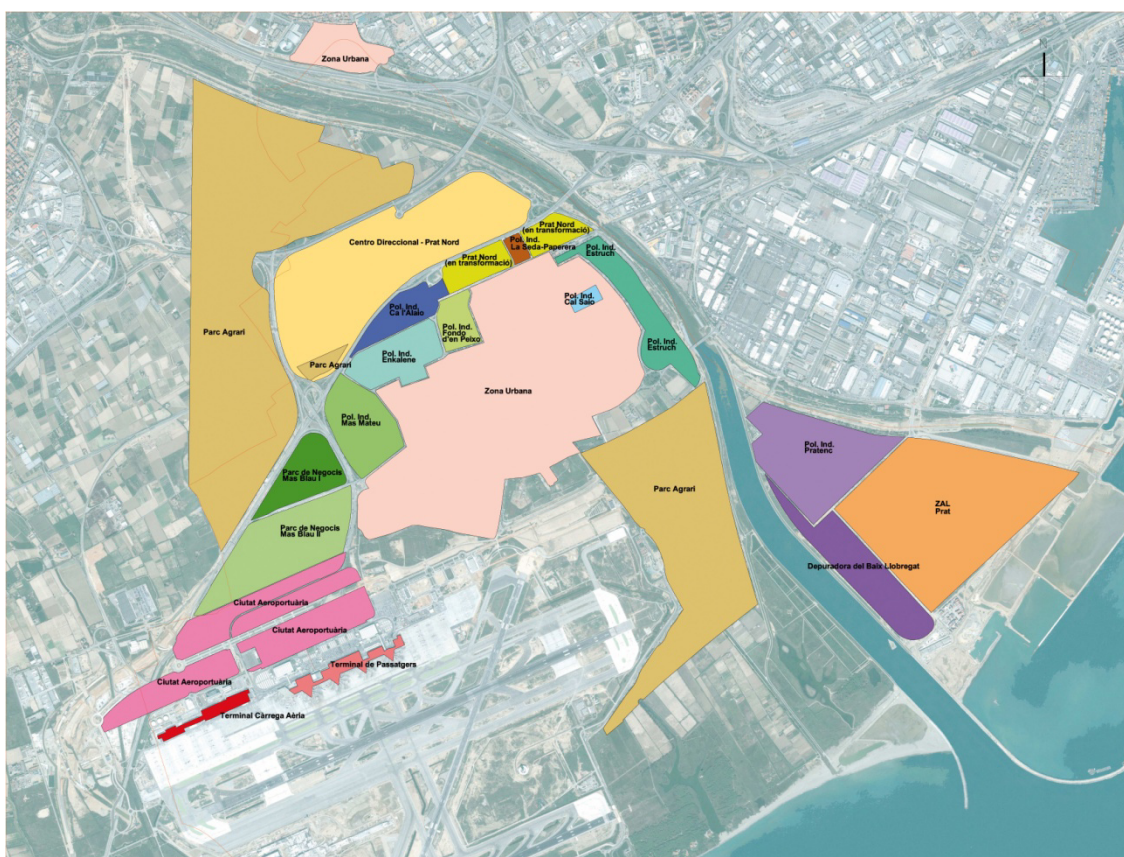 Zona Urbana
Prat Nord
(en transformació)
Centro Direccional - Prat Nord
Pol. Ind.
La Seda-Paperera
Pol. Ind.
Estruch
Prat Nord
(en transformació)
Pol. Ind.
Cal Saio
Pol. Ind.
Ca l'Alaio
Pol. Ind.
Fondo
d'en Peixo
Parc Agrari
Pol. Ind.
Enkalene
Pol. Ind.
Estruch
Parc Agrari
Zona Urbana
Pol. Ind.
Mas Mateu
Pol. Ind.
Pratenc
Parc de Negocis
Mas Blau I
Parc Agrari
ZAL
Prat
Parc de Negocis
Mas Blau II
Depuradora del Baix Llobregat
Ciutat Aeroportuària
Ciutat Aeroportuària
Terminal de Passatgers
Ciutat Aeroportuària
Terminal Càrrega Aèria